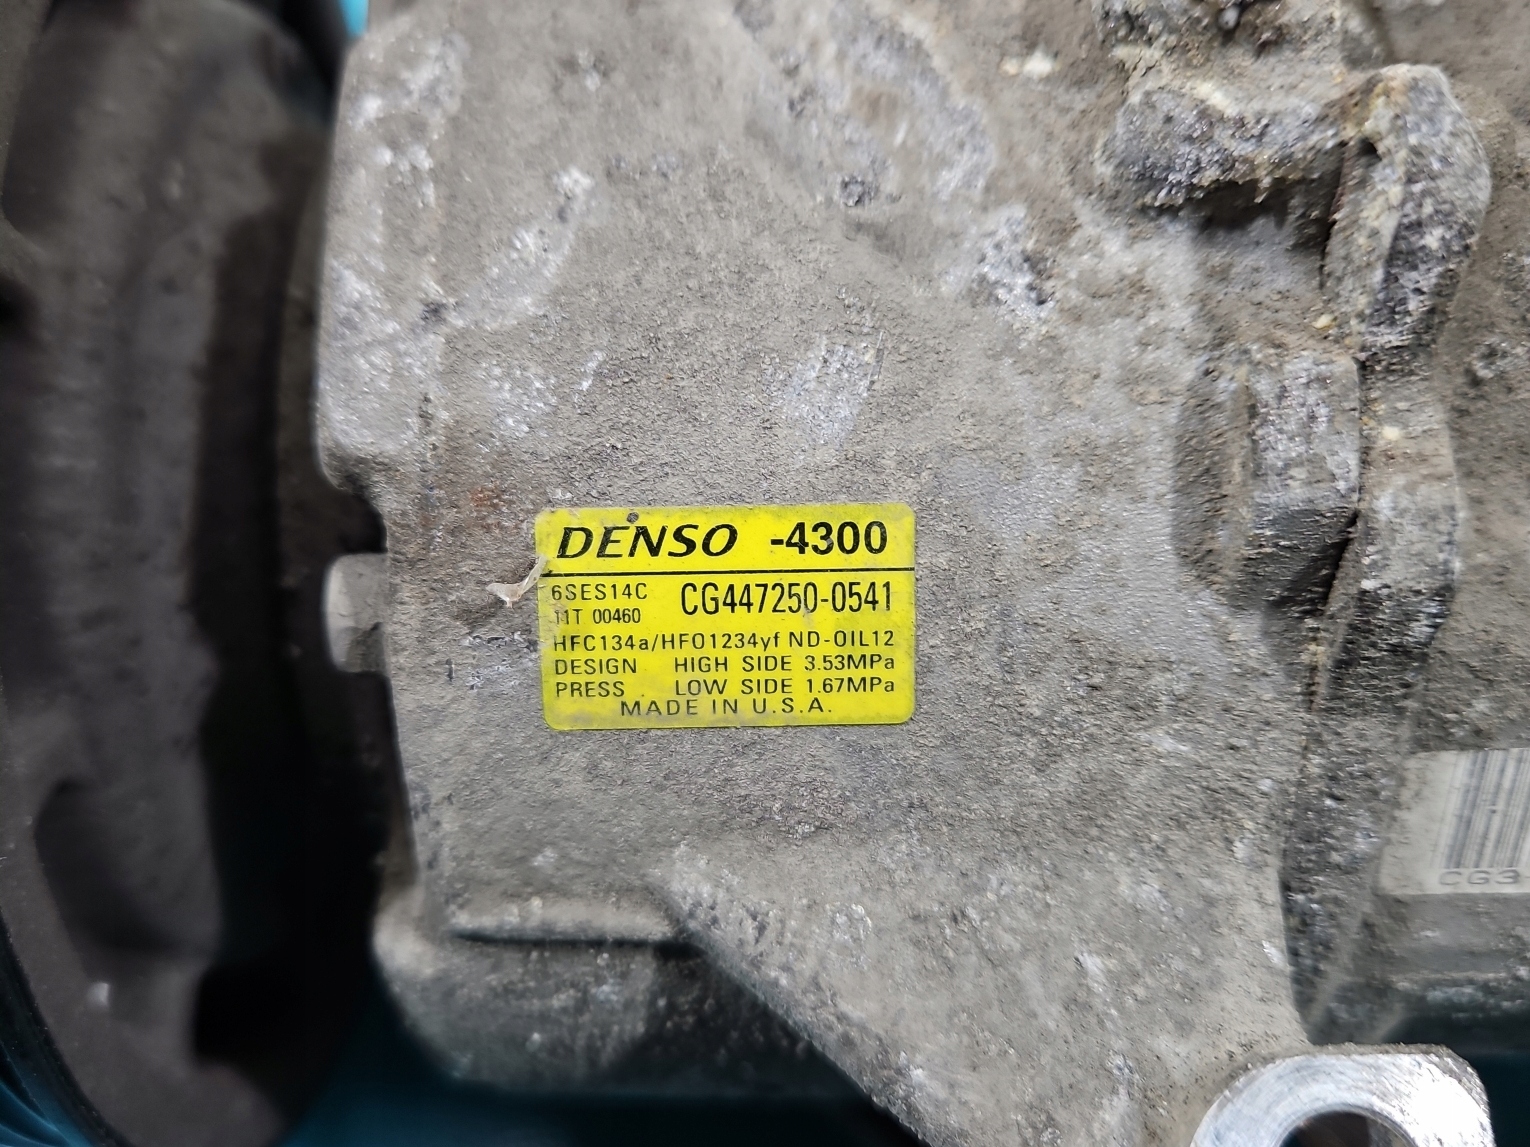 DENSO -4300
6SES14C CG447250-0541
11T 00460
HFC134a/HFO1234yf ND-OIL12
DESIGN HIGH SIDE 3.53MPa
PRESS. LOW SIDE 1.67MPa
MADE IN U.S.A.
CG3